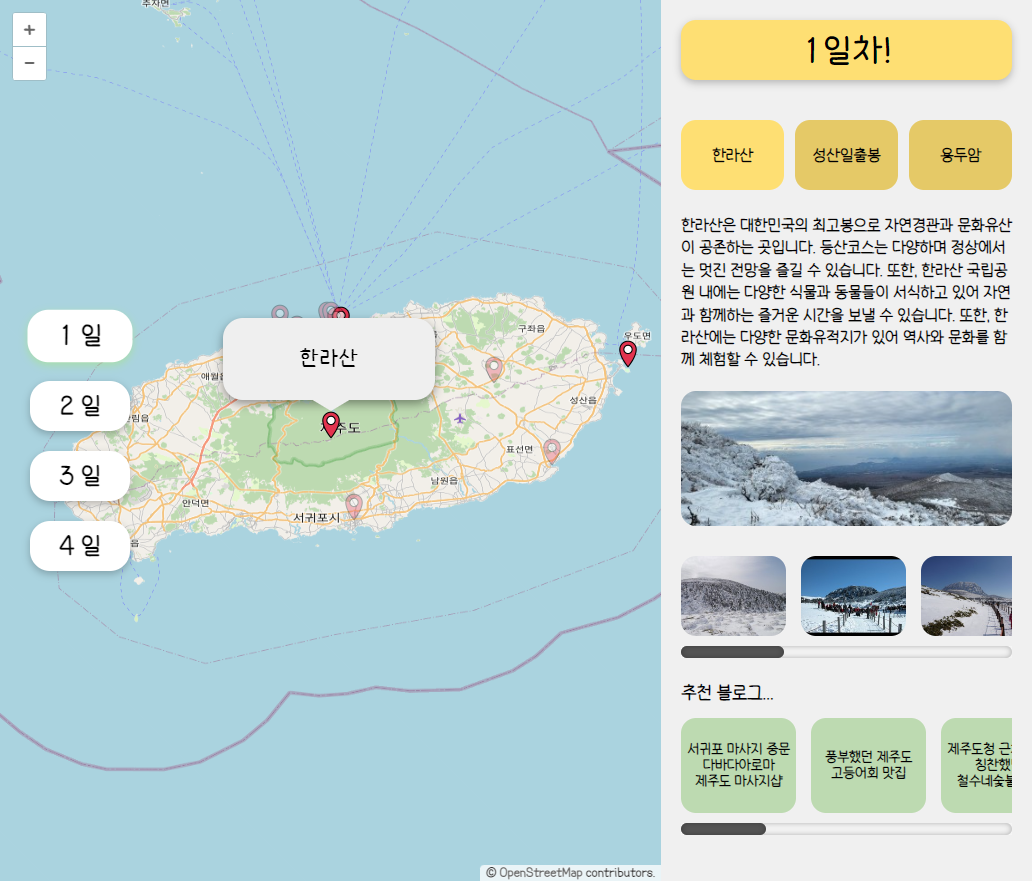 추자면
+
−
1 일
2 일
3 일
4 일
한라산
구좌읍
우도면
애월읍
성산읍
제주도
표선면
남원읍
안덕면
서귀포시
© OpenStreetMap contributors.
1일차!
한라산
성산일출봉
용두암
한라산은 대한민국의 최고봉으로 자연경관과 문화유산
이 공존하는 곳입니다. 등산코스는 다양하며 정상에서
는 멋진 전망을 즐길 수 있습니다. 또한, 한라산 국립공
원 내에는 다양한 식물과 동물들이 서식하고 있어 자연
과 함께하는 즐거운 시간을 보낼 수 있습니다. 또한, 한
라산에는 다양한 문화유적지가 있어 역사와 문화를 함
께 체험할 수 있습니다.
추천 블로그...
서귀포 마사지 중문
다바다아로마
제주도 마사지샵
풍부했던 제주도
고등어회 맛집
제주도청 근
칭찬했
철수네숯불